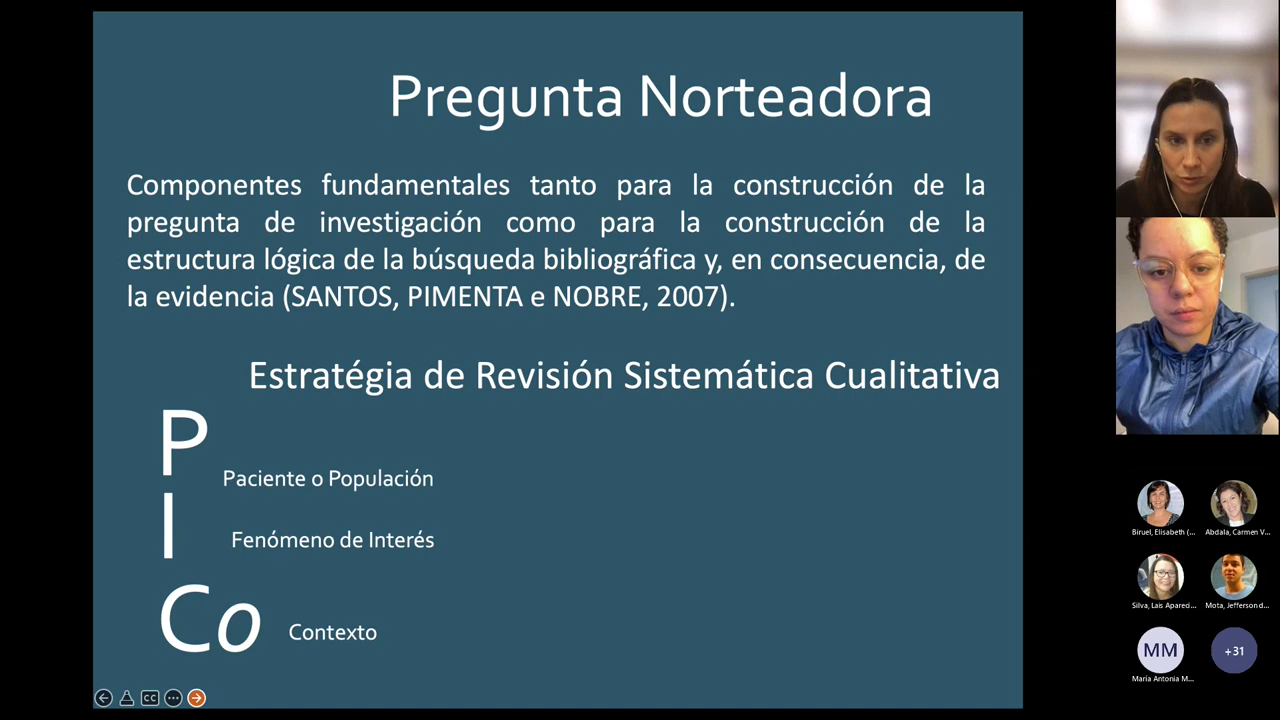 Pregunta Norteadora
Componentes fundamentales tanto para la construcción de la
pregunta de investigación como para la construcción de la
estructura lógica de la búsqueda bibliográfica y, en consecuencia, de
la evidencia (SANTOS, PIMENTA e NOBRE, 2007).
Estratégia de Revisión Sistemática Cualitativa
P
Paciente o Población
I
Fenómeno de Interés
Co
Contexto
CC
Biruel, Elisabeth (...
Abdala, Carmen V...
Silva, Lais Apared...
Mota, Jefferson d...
MM
+31
María Antonia M...